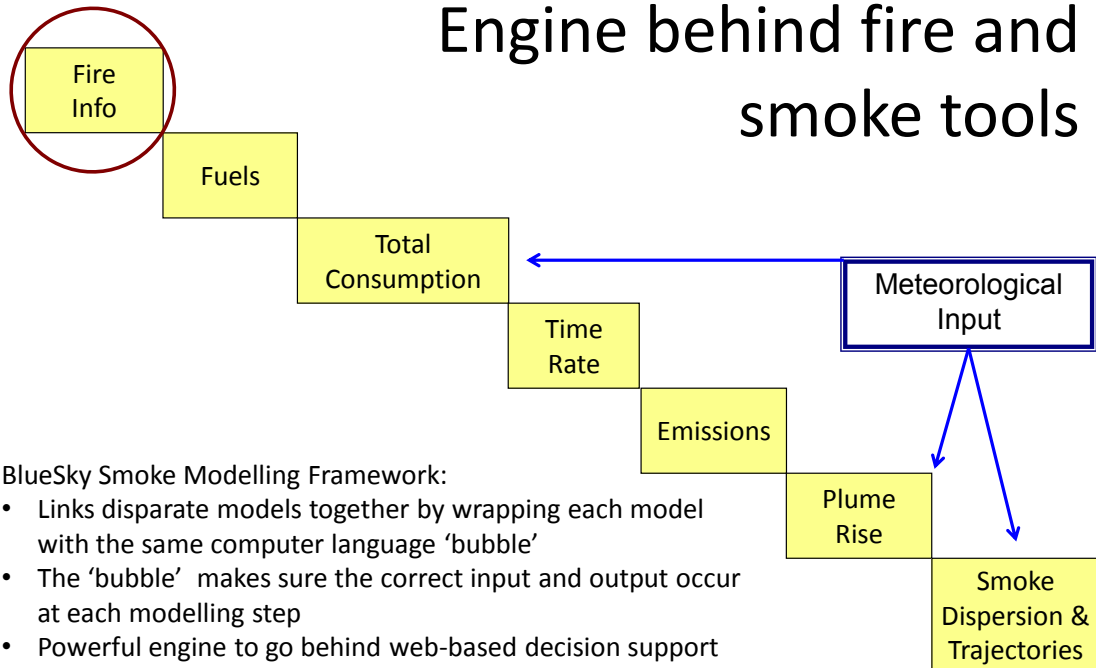 Engine behind fire and
smoke tools
Fire
Info
Fuels
Total
Consumption
Meteorological
Input
Time
Rate
Emissions
Plume
Rise
Smoke
Dispersion &
Trajectories
BlueSky Smoke Modelling Framework:
• Links disparate models together by wrapping each model
with the same computer language ‘bubble’
• The ‘bubble’ makes sure the correct input and output occur
at each modelling step
• Powerful engine to go behind web-based decision support